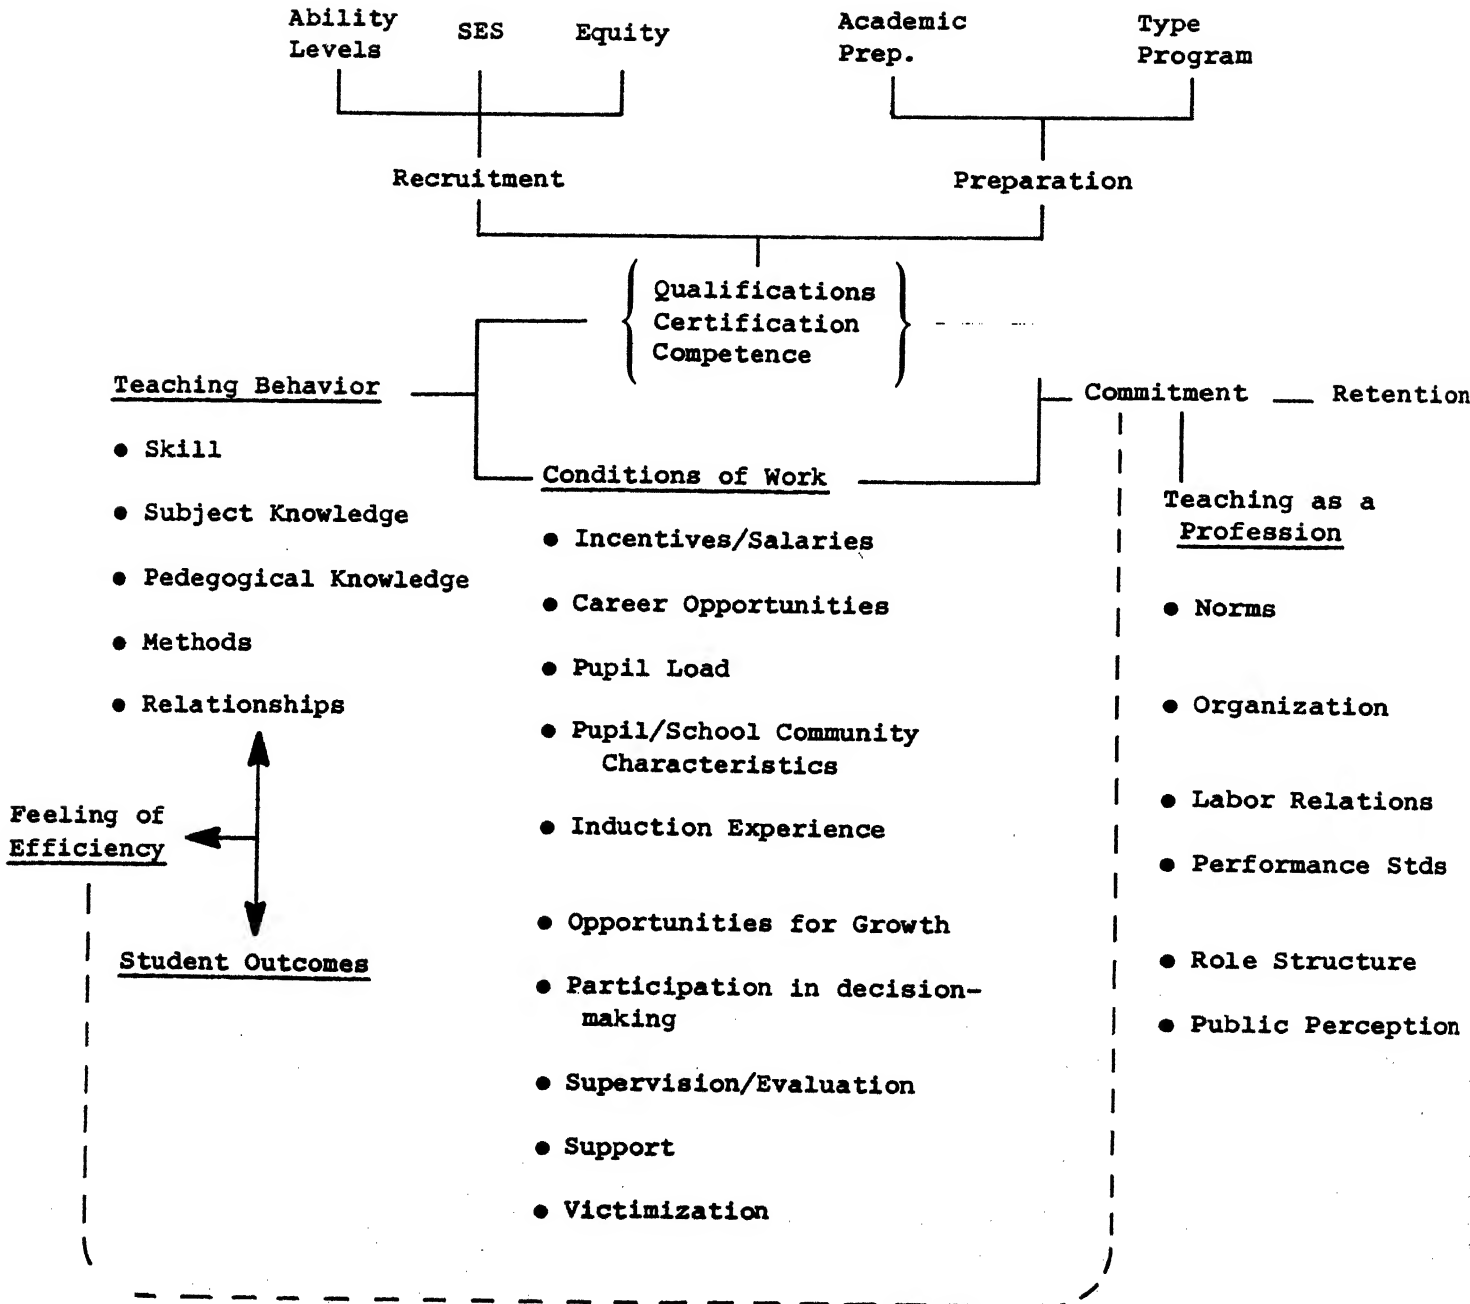 Ability
Levels
SES
Equity
Academic
Prep.
Type
Program
Recruitment
Preparation
Qualifications
Certification
Competence
Teaching Behavior
● Skill
● Subject Knowledge
● Pedegogical Knowledge
● Methods
● Relationships
Feeling of
Efficiency
Student Outcomes
Conditions of Work
● Incentives/Salaries
● Career Opportunities
● Pupil Load
● Pupil/School Community
Characteristics
● Induction Experience
● Opportunities for Growth
● Participation in decision-
making
● Supervision/Evaluation
● Support
● Victimization
Commitment
Retention
Teaching as a
Profession
● Norms
● Organization
● Labor Relations
● Performance Stds
● Role Structure
● Public Perception